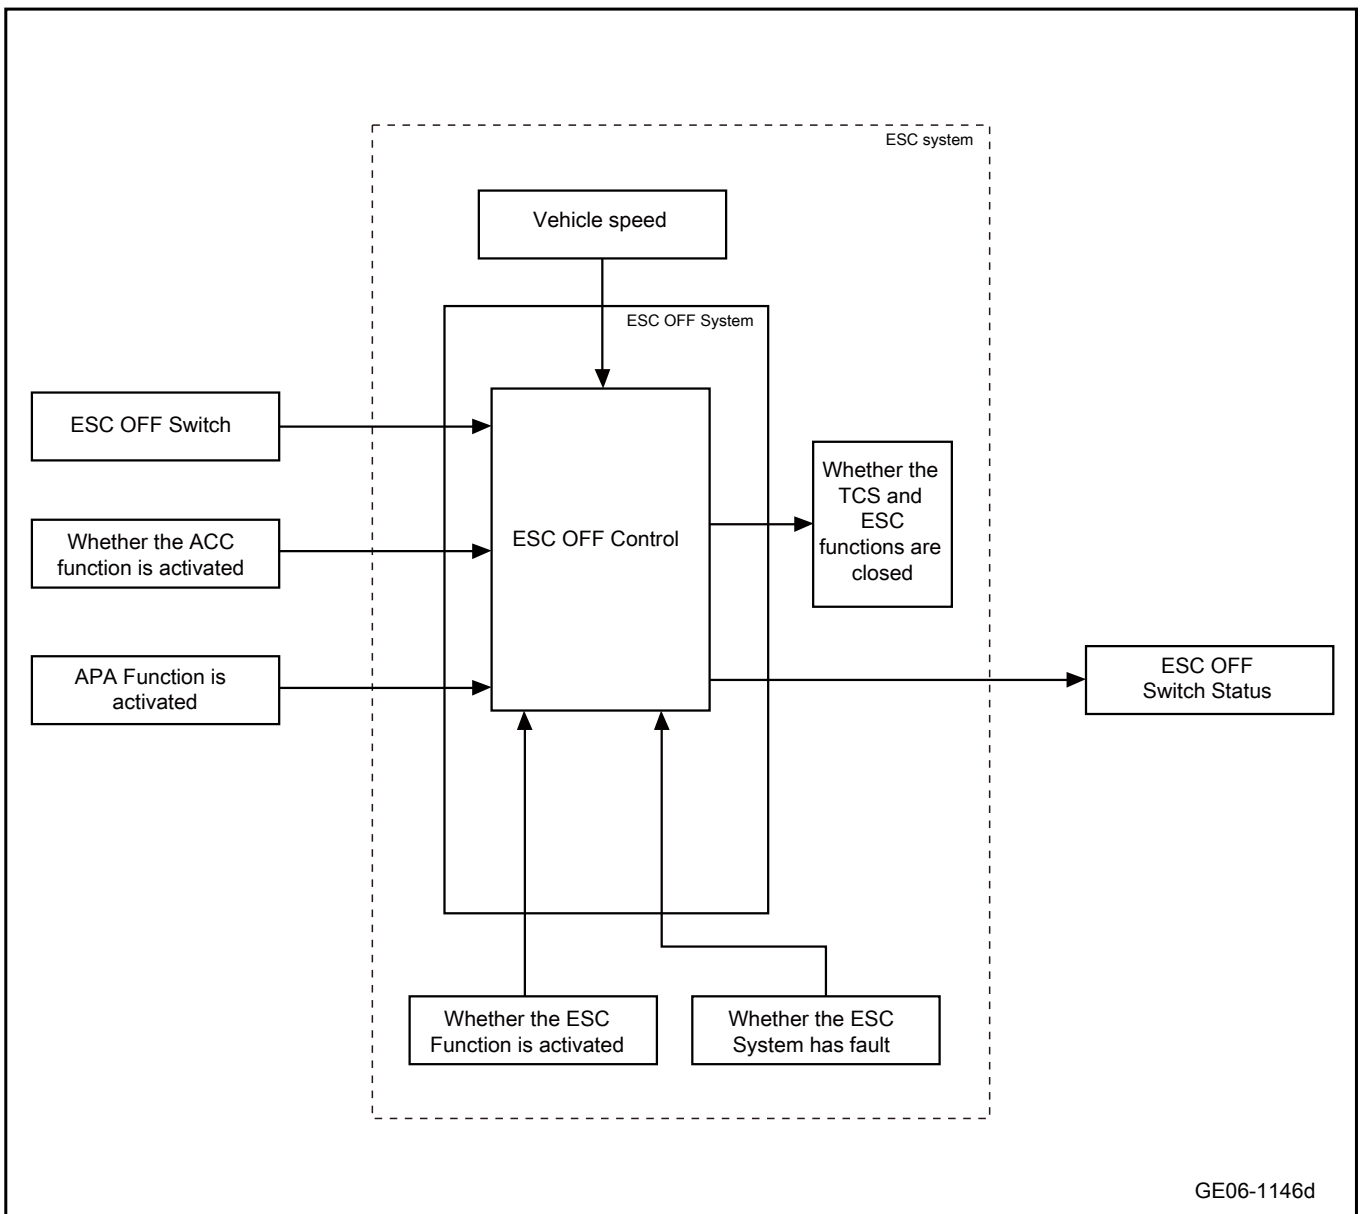 ESC system
Vehicle speed
ESC OFF System
ESC OFF Switch
Whether the ACC
function is activated
APA Function is
activated
ESC OFF Control
Whether the
TCS and
ESC
functions are
closed
ESC OFF
Switch Status
Whether the ESC
Function is activated
Whether the ESC
System has fault
GE06-1146d